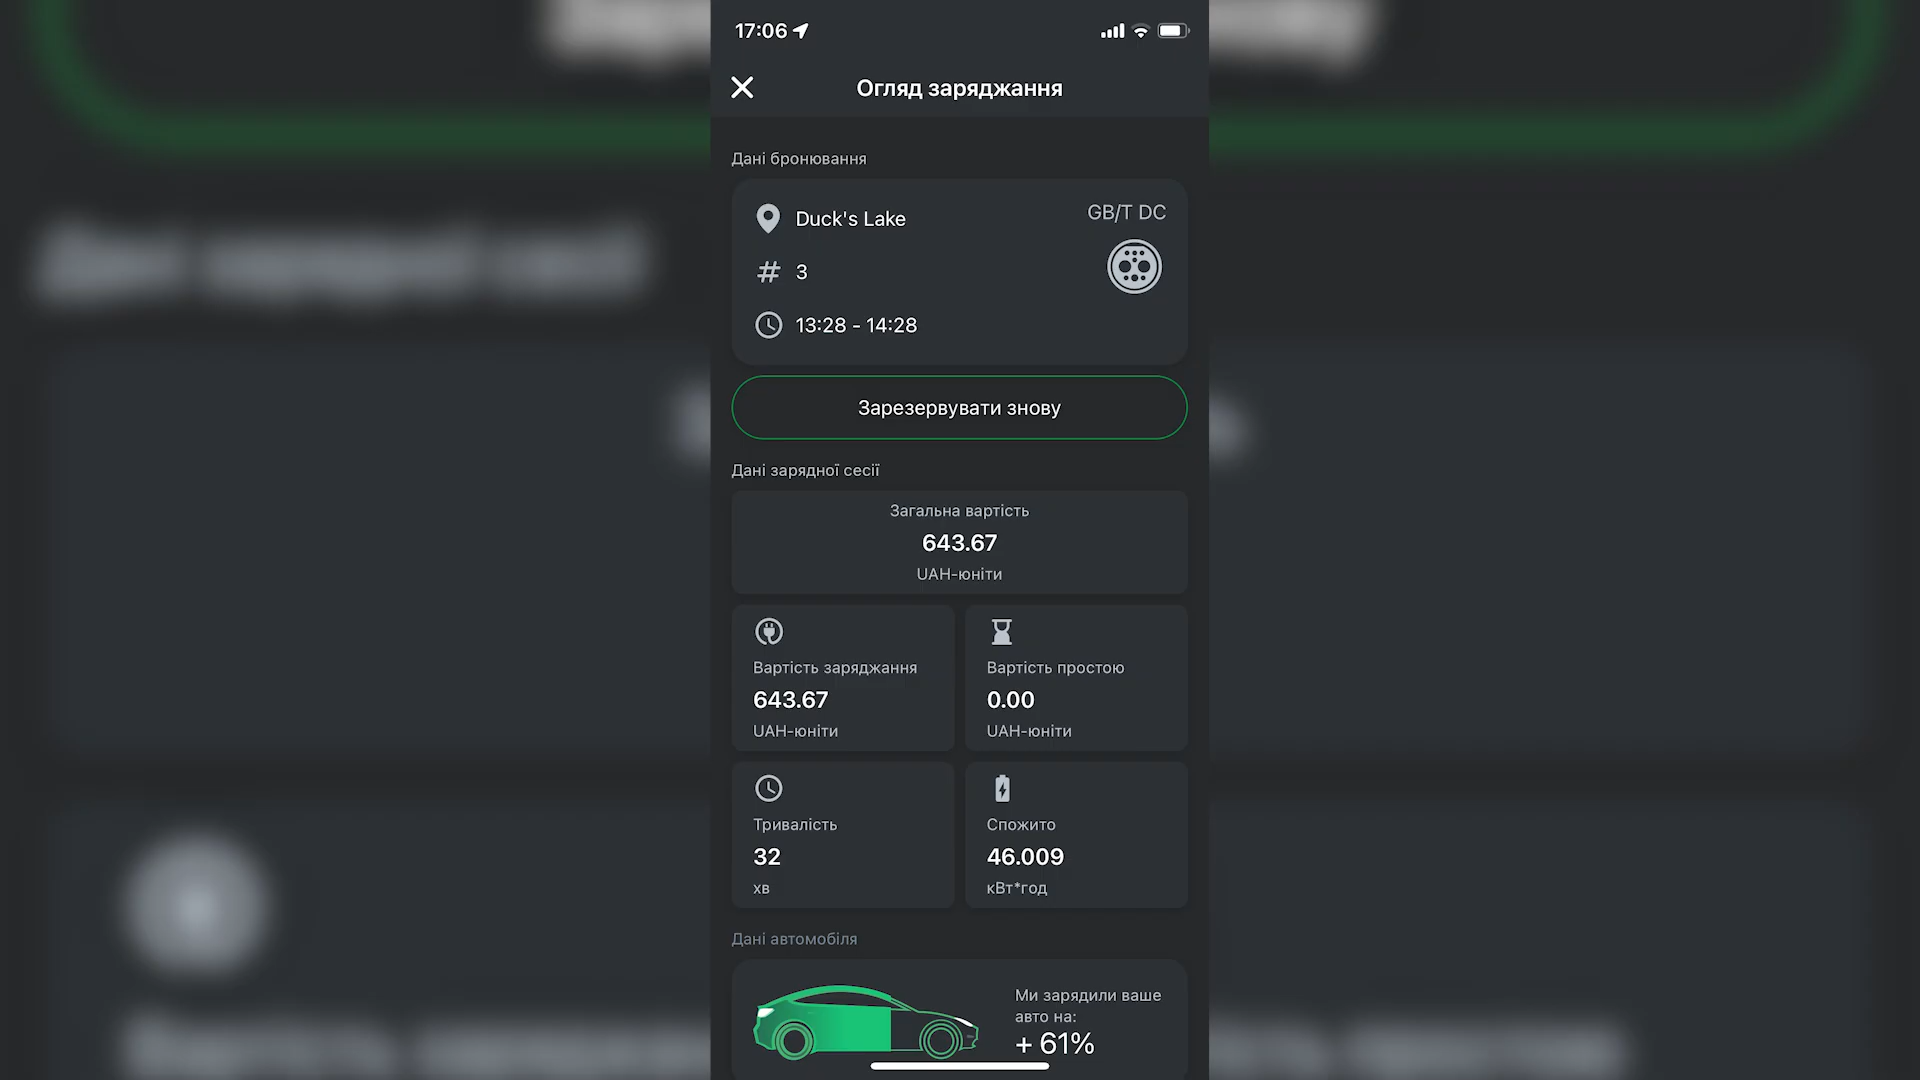 17:06
Огляд заряджання
Дані бронювання
Duck's Lake
GB/T DC
# 3
13:28 - 14:28
Зарезервувати знову
Дані зарядної сесії
Загальна вартість
643.67
UAH-юніти
Вартість заряджання
643.67
UAH-юніти
Вартість простою
0.00
UAH-юніти
Тривалість
32
хв
Спожито
46.009
кВт*год
Дані автомобіля
Ми зарядили ваше
авто на:
+ 61%